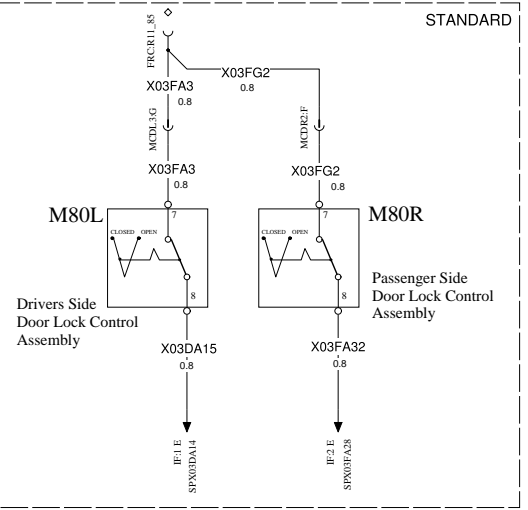 STANDARD
FRC:R11_85
X03FA3
0.8
X03FG2
0.8
MCDL3:G
MCDR2:F
X03FA3
0.8
X03FG2
0.8
M80L
7
CLOSED OPEN
8
M80R
7
CLOSED OPEN
8
Drivers Side
Door Lock Control
Assembly
Passenger Side
Door Lock Control
Assembly
X03DA15
0.8
X03FA32
0.8
IF:1 E
SPX03DA14
IF:2 E
SPX03FA28